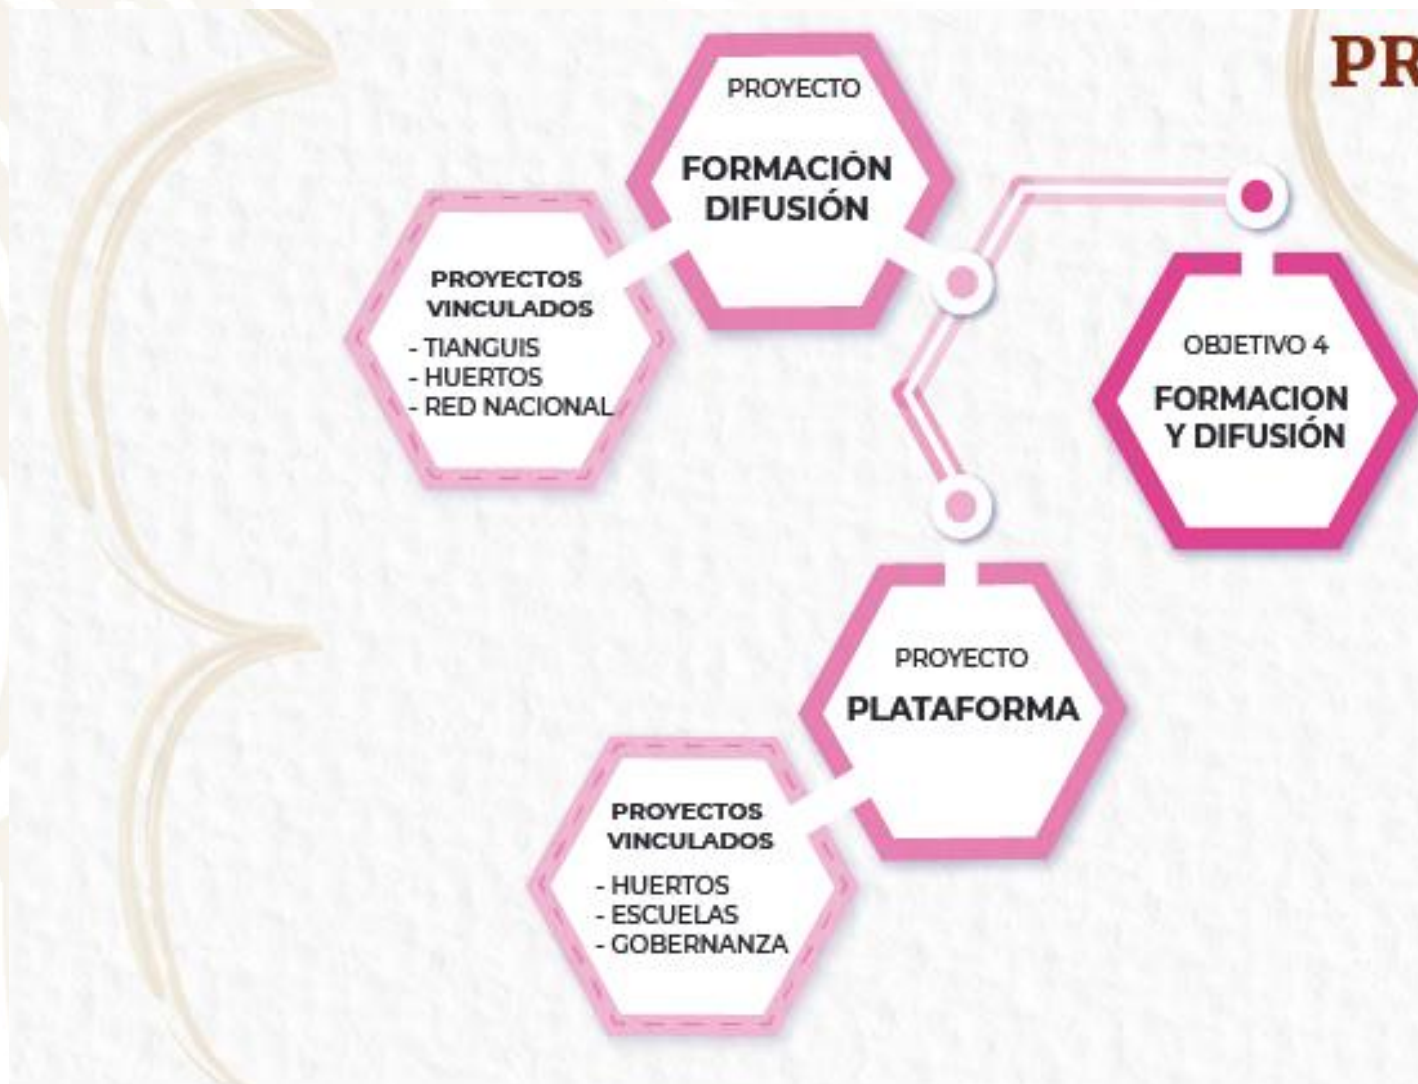 PR
PROYECTO
FORMACIÓN
DIFUSIÓN
PROYECTOS
VINCULADOS
- TIANGUIS
- HUERTOS
- RED NACIONAL
OBJETIVO 4
FORMACION
Y DIFUSIÓN
PROYECTO
PLATAFORMA
PROYECTOS
VINCULADOS
- HUERTOS
- ESCUELAS
- GOBERNANZA